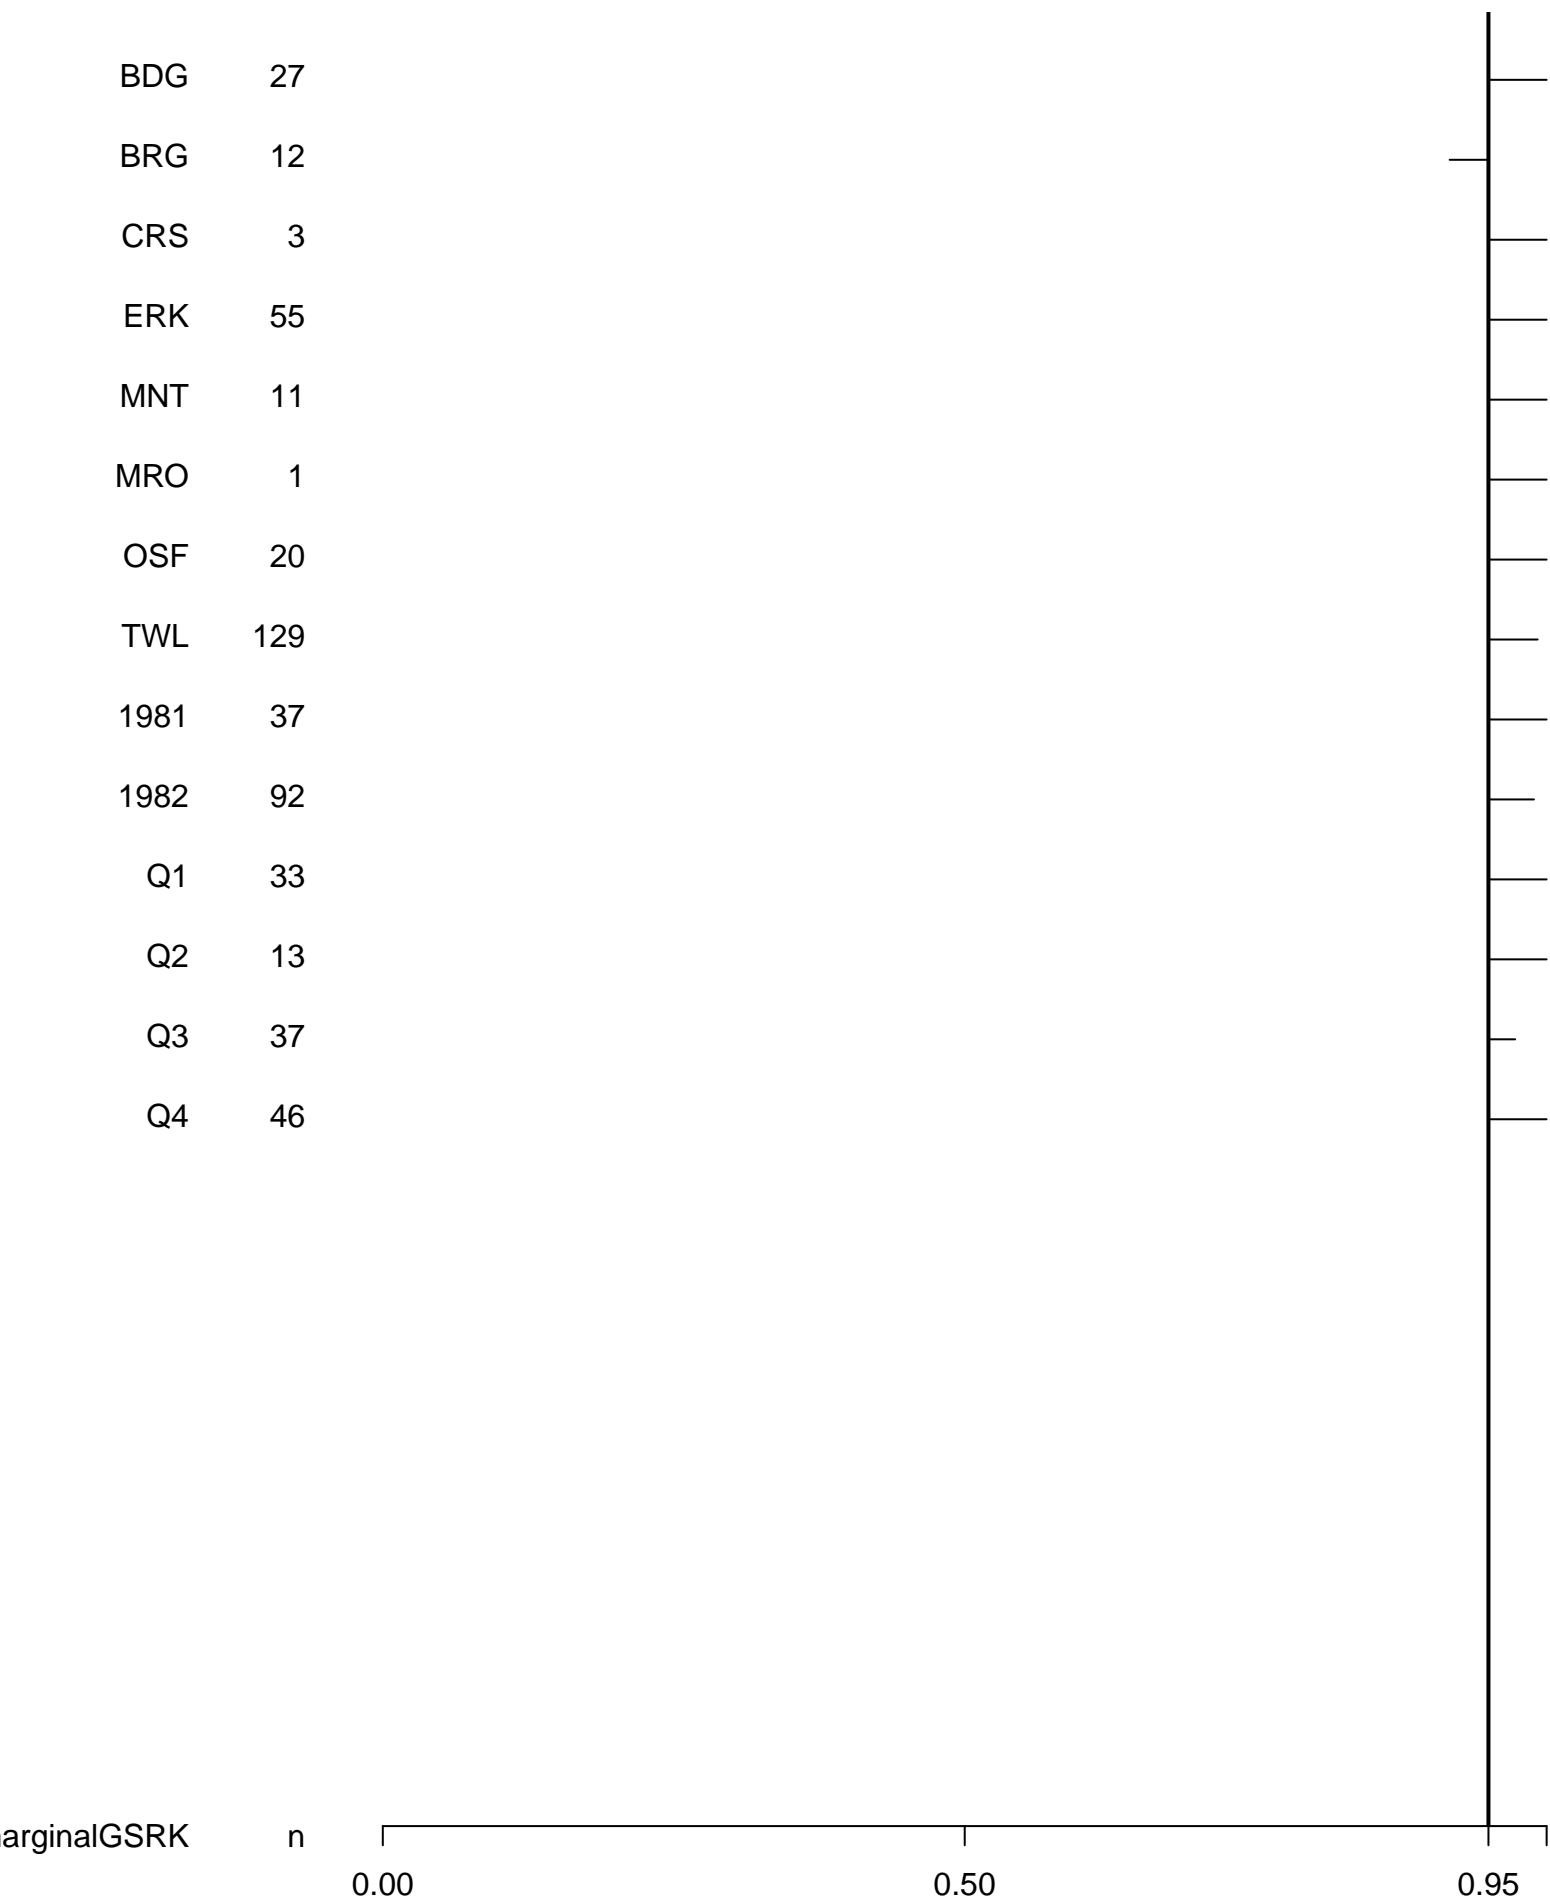 BDG 27
BRG 12
CRS 3
ERK 55
MNT 11
MRO 1
OSF 20
TWL 129
1981 37
1982 92
Q1 33
Q2 13
Q3 37
Q4 46
arginalGSRK n
0.00 0.50 0.95